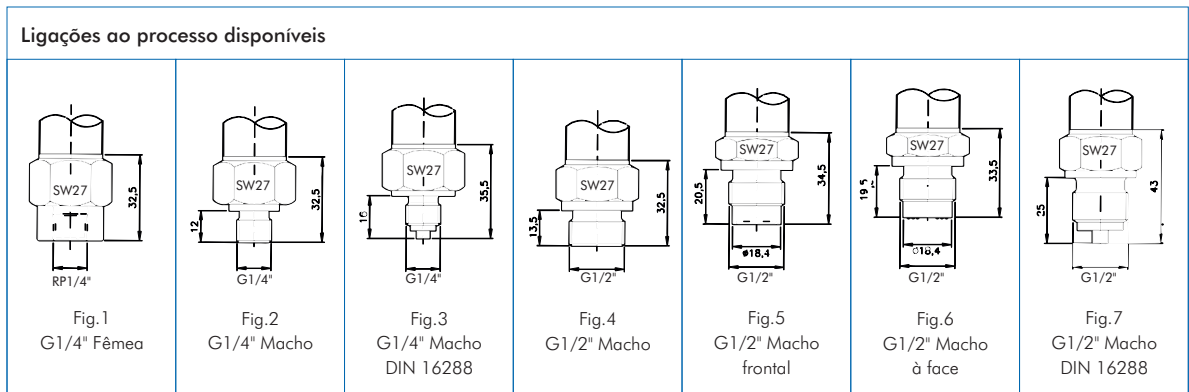 Ligações ao processo disponíveis
SW27
32,5
RP1/4"
Fig.1
G1/4" Fêmea
SW27
12
32,5
G1/4"
Fig.2
G1/4" Macho
SW27
16
35,5
G1/4"
Fig.3
G1/4" Macho
DIN 16288
SW27
13,5
32,5
G1/2"
Fig.4
G1/2" Macho
SW27
20,5
34,5
ø18,4
G1/2"
Fig.5
G1/2" Macho
frontal
SW27
19,5
33,5
ø18,4
G1/2"
Fig.6
G1/2" Macho
à face
SW27
25
43
G1/2"
Fig.7
G1/2" Macho
DIN 16288